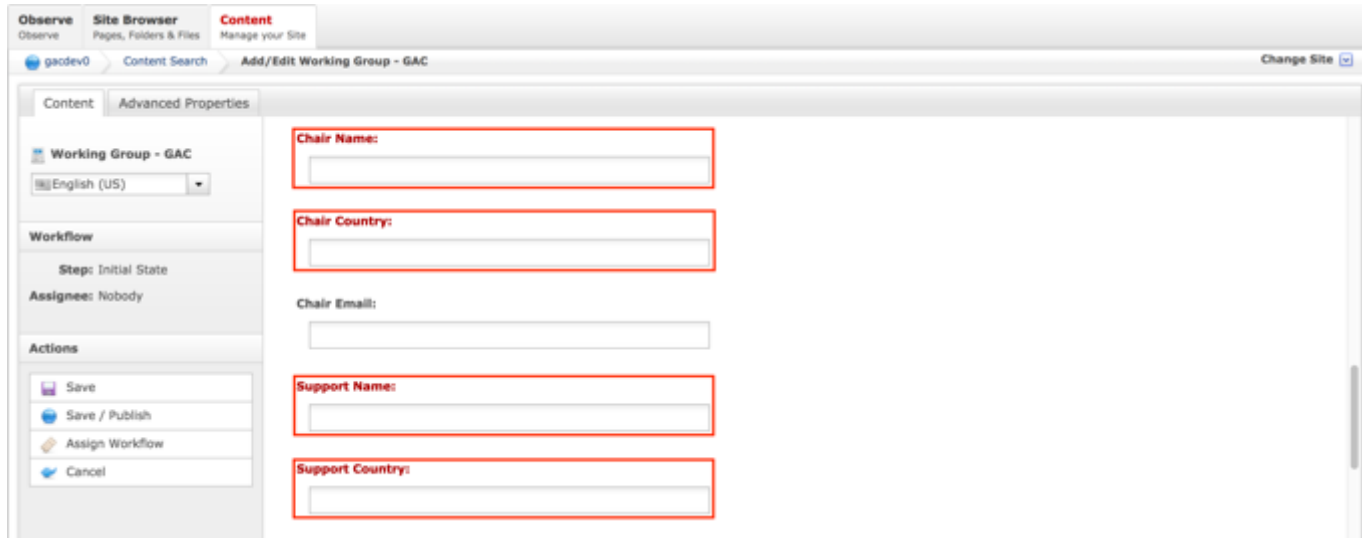 Observe Site Browser Content
Observe Pages, Folders & Files Manage your Site
gacdev0 Content Search Add/Edit Working Group - GAC Change Site
Content Advanced Properties
Working Group - GAC
English (US)
Workflow
Step: Initial State
Assignee: Nobody
Actions
Save
Save / Publish
Assign Workflow
Cancel
Chair Name:
Chair Country:
Chair Email:
Support Name:
Support Country: